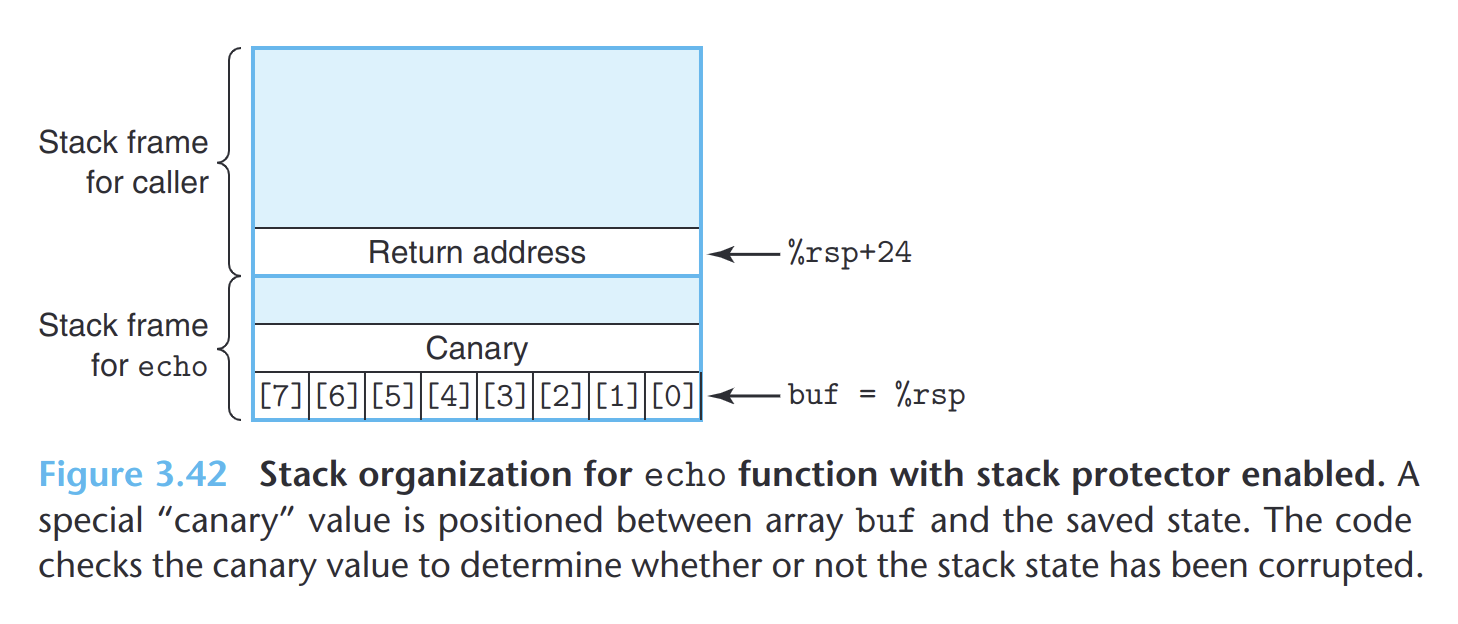 Stack frame
for caller
Return address
%rsp+24
Stack frame
for echo
Canary
[7] [6] [5] [4] [3] [2] [1] [0]
buf = %rsp
Figure 3.42 Stack organization for echo function with stack protector enabled. A
special “canary” value is positioned between array buf and the saved state. The code
checks the canary value to determine whether or not the stack state has been corrupted.